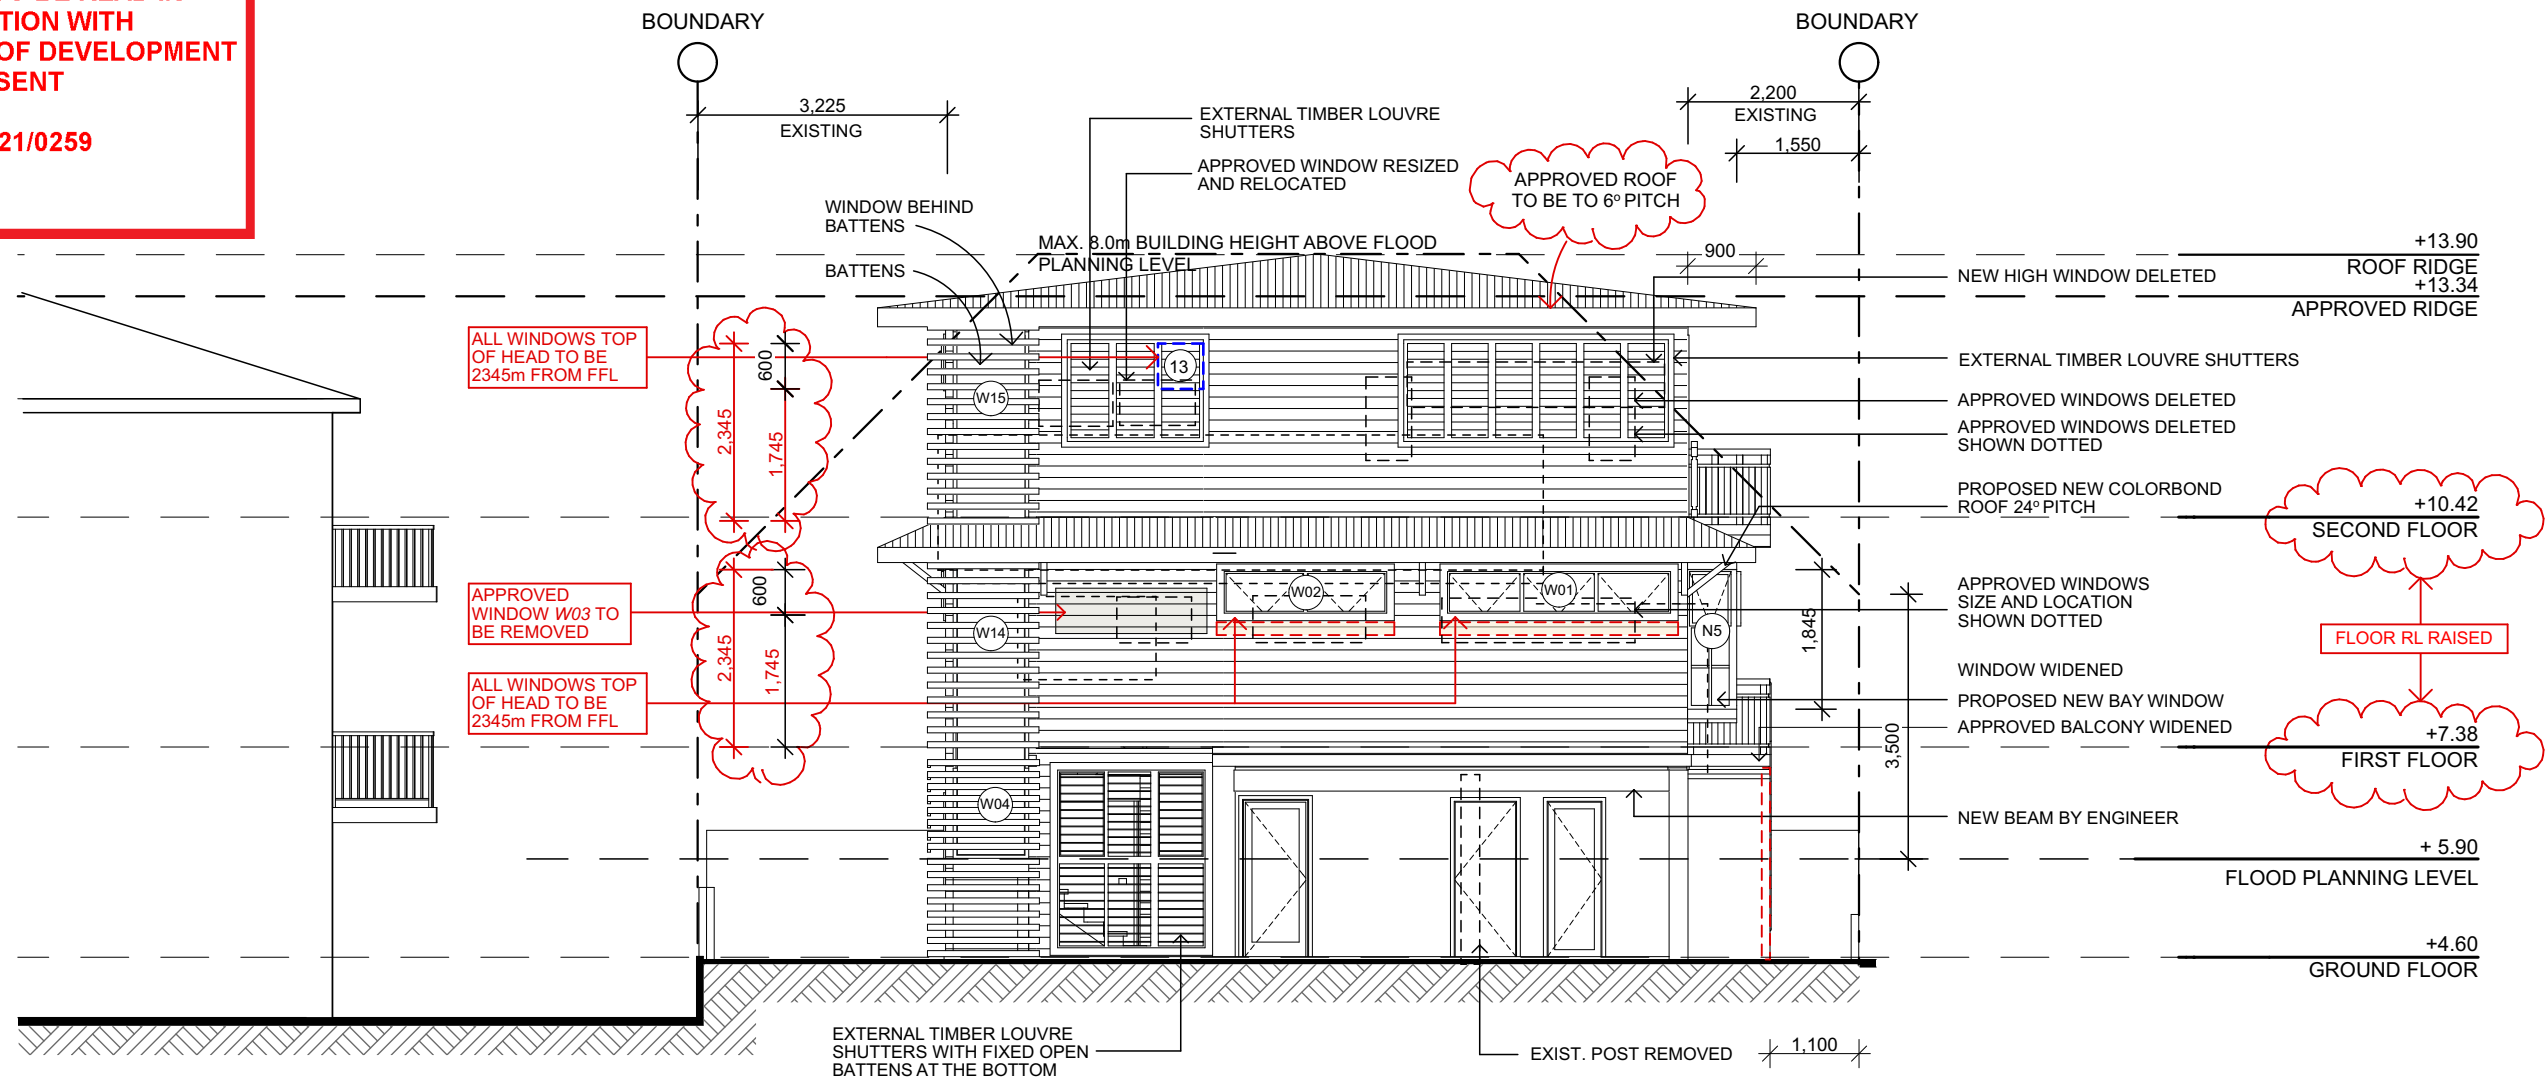 TION WITH
OF DEVELOPMENT
SENT
21/0259
BOUNDARY
BOUNDARY
3,225
EXISTING
2,200
EXISTING
1,550
EXTERNAL TIMBER LOUVRE
SHUTTERS
APPROVED WINDOW RESIZED
AND RELOCATED
WINDOW BEHIND
BATTENS
BATTENS
APPROVED ROOF
TO BE TO 6º PITCH
MAX. 8.0m BUILDING HEIGHT ABOVE FLOOD
PLANNING LEVEL
900
+13.90
ROOF RIDGE
+13.34
APPROVED RIDGE
NEW HIGH WINDOW DELETED
EXTERNAL TIMBER LOUVRE SHUTTERS
APPROVED WINDOWS DELETED
APPROVED WINDOWS DELETED
SHOWN DOTTED
PROPOSED NEW COLORBOND
ROOF 24º PITCH
+10.42
SECOND FLOOR
ALL WINDOWS TOP
OF HEAD TO BE
2345m FROM FFL
600
2,345
1,745
13
W15
APPROVED
WINDOW W03 TO
BE REMOVED
ALL WINDOWS TOP
OF HEAD TO BE
2345m FROM FFL
600
2,345
1,745
W14
W02
W01
N5
1,845
3,500
APPROVED WINDOWS
SIZE AND LOCATION
SHOWN DOTTED
FLOOR RL RAISED
WINDOW WIDENED
PROPOSED NEW BAY WINDOW
APPROVED BALCONY WIDENED
+7.38
FIRST FLOOR
W04
NEW BEAM BY ENGINEER
+ 5.90
FLOOD PLANNING LEVEL
+4.60
GROUND FLOOR
EXTERNAL TIMBER LOUVRE
SHUTTERS WITH FIXED OPEN
BATTENS AT THE BOTTOM
EXIST. POST REMOVED
1,100